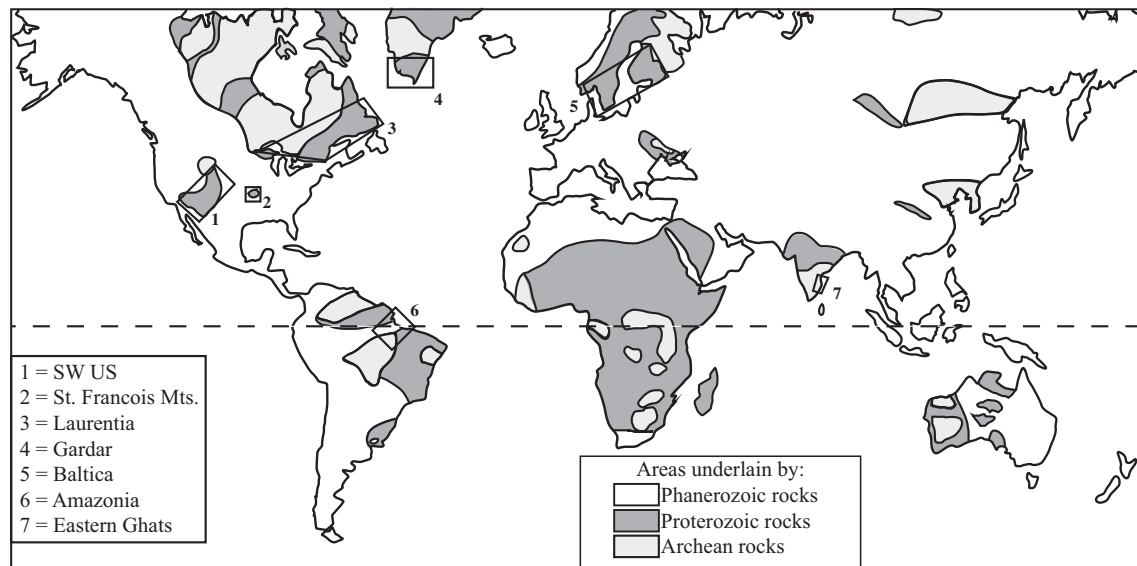 4
5
3
2
1
7
6
1 = SW US
2 = St. Francois Mts.
3 = Laurentia
4 = Gardar
5 = Baltica
6 = Amazonia
7 = Eastern Ghats
Areas underlain by:
Phanerozoic rocks
Proterozoic rocks
Archean rocks